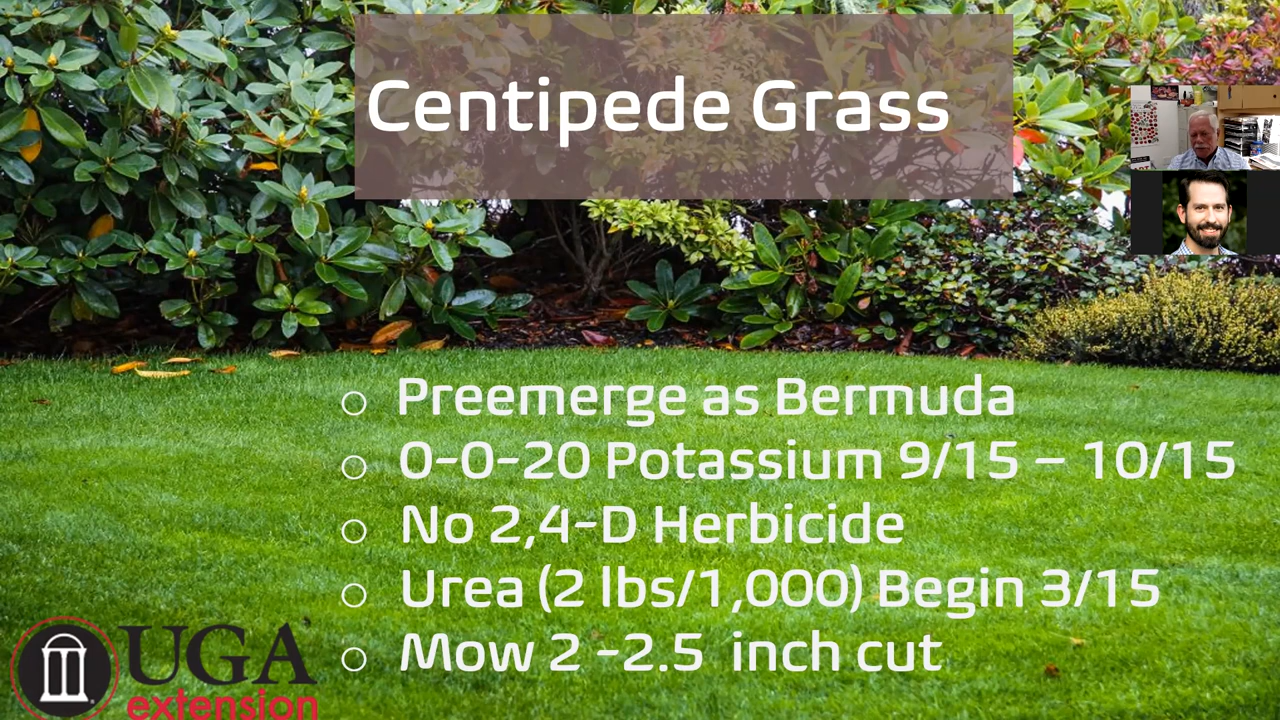 Centipede Grass
Preemerge as Bermuda
0-0-20 Potassium 9/15 – 10/15
No 2,4-D Herbicide
Urea (2 lbs/1,000) Begin 3/15
Mow 2 -2.5  inch cut
UGA
extension